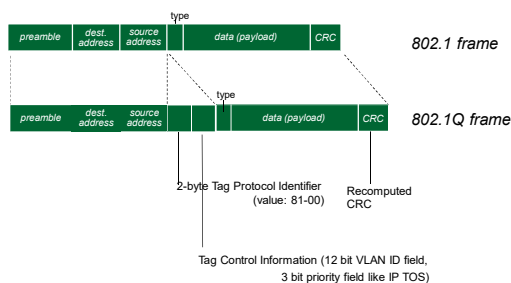 type
preamble
dest.
address
source
address
data (payload)
CRC
802.1 frame
type
preamble
dest.
address
source
address
data (payload)
CRC
802.1Q frame
2-byte Tag Protocol Identifier
(value: 81-00)
Recomputed
CRC
Tag Control Information (12 bit VLAN ID field,
3 bit priority field like IP TOS)